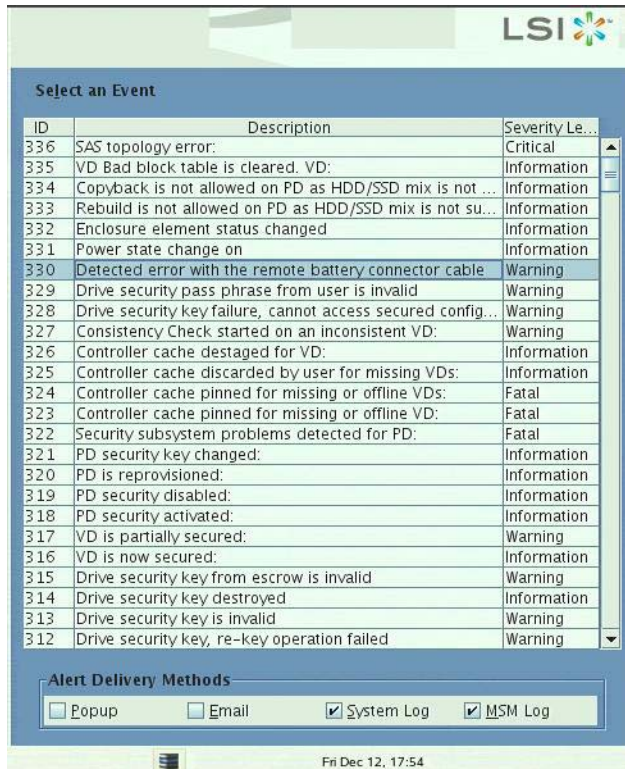 LSI
Select an Event
ID Description Severity Le...
336 SAS topology error: Critical
335 VD Bad block table is cleared. VD: Information
334 Copyback is not allowed on PD as HDD/SSD mix is not ... Information
333 Rebuild is not allowed on PD as HDD/SSD mix is not su... Information
332 Enclosure element status changed Information
331 Power state change on Information
330 Detected error with the remote battery connector cable Warning
329 Drive security pass phrase from user is invalid Warning
328 Drive security key failure, cannot access secured config... Warning
327 Consistency Check started on an inconsistent VD: Warning
326 Controller cache destaged for VD: Information
325 Controller cache discarded by user for missing VDs: Information
324 Controller cache pinned for missing or offline VDs: Fatal
323 Controller cache pinned for missing or offline VD: Fatal
322 Security subsystem problems detected for PD: Fatal
321 PD security key changed: Information
320 PD is reprovisioned: Information
319 PD security disabled: Information
318 PD security activated: Information
317 VD is partially secured: Warning
316 VD is now secured: Information
315 Drive security key from escrow is invalid Warning
314 Drive security key destroyed Information
313 Drive security key is invalid Warning
312 Drive security key, re-key operation failed Warning
Alert Delivery Methods
Popup Email System Log MSM Log
Fri Dec 12, 17:54